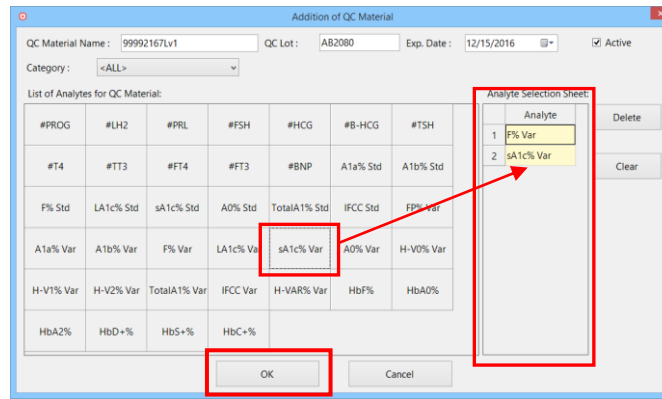 Addition of QC Material
QC Material Name : 99992167Lv1 QC Lot : AB2080 Exp. Date : 12/15/2016 Active
Category : <ALL>
List of Analytes for QC Material: Analyte Selection Sheet:
#PROG #LH2 #PRL #FSH #HCG #B-HCG #TSH
#T4 #TT3 #FT4 #FT3 #BNP A1a% Std A1b% Std
F% Std LA1c% Std sA1c% Std A0% Std TotalA1% Std IFCC Std FP% Var
A1a% Var A1b% Var F% Var LA1c% Va sA1c% Var A0% Var H-V0% Var
H-V1% Var H-V2% Var TotalA1% Var IFCC Var H-VAR% Var HbF% HbA0%
HbA2% HbD+% HbS+% HbC+%
Analyte
1 F% Var
2 sA1c% Var
Delete
Clear
OK Cancel